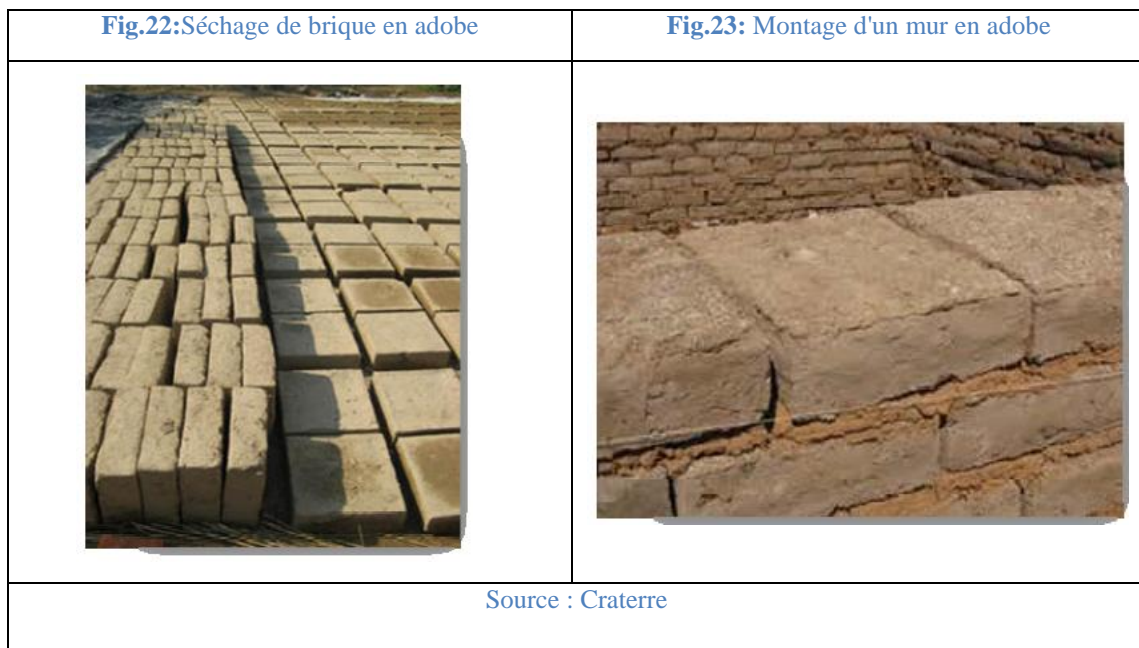 Fig.22:Séchage de brique en adobe
Fig.23: Montage d'un mur en adobe
Source : Craterre